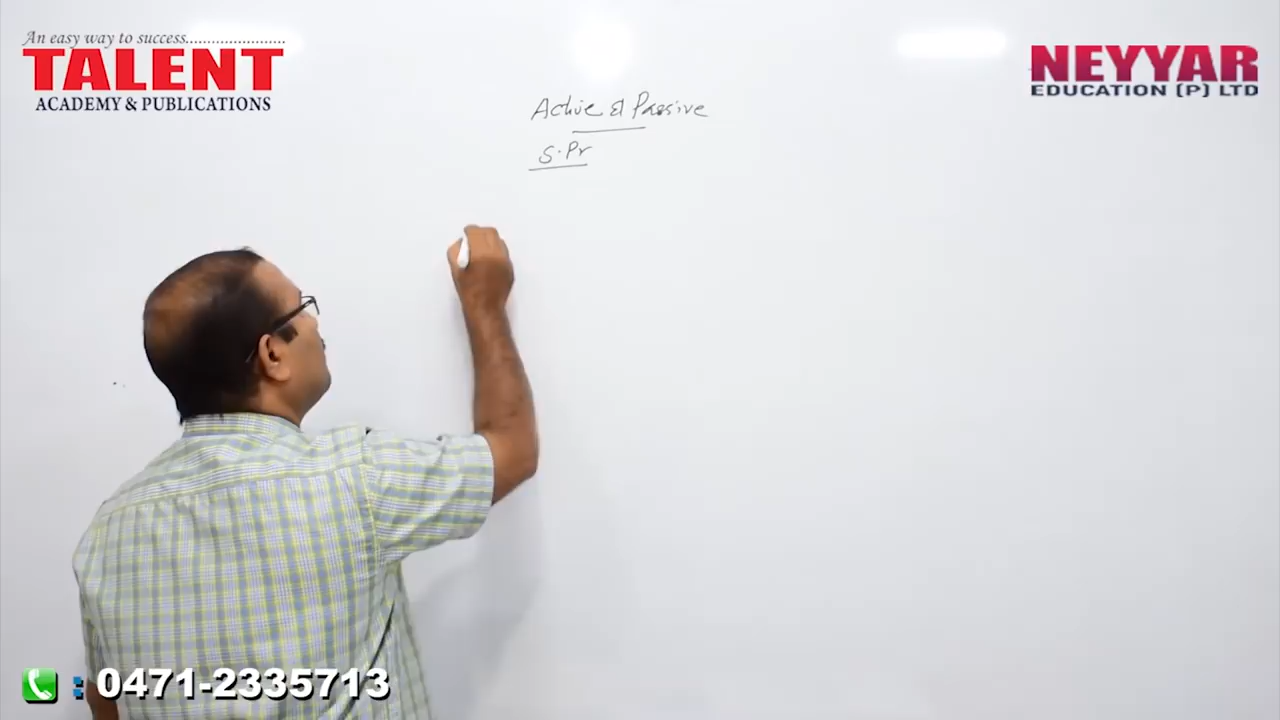 An easy way to success.......................
TALENT
ACADEMY & PUBLICATIONS
NEYYAR
EDUCATION (P) LTD
Active & Passive
S.Pr
: 0471-2335713